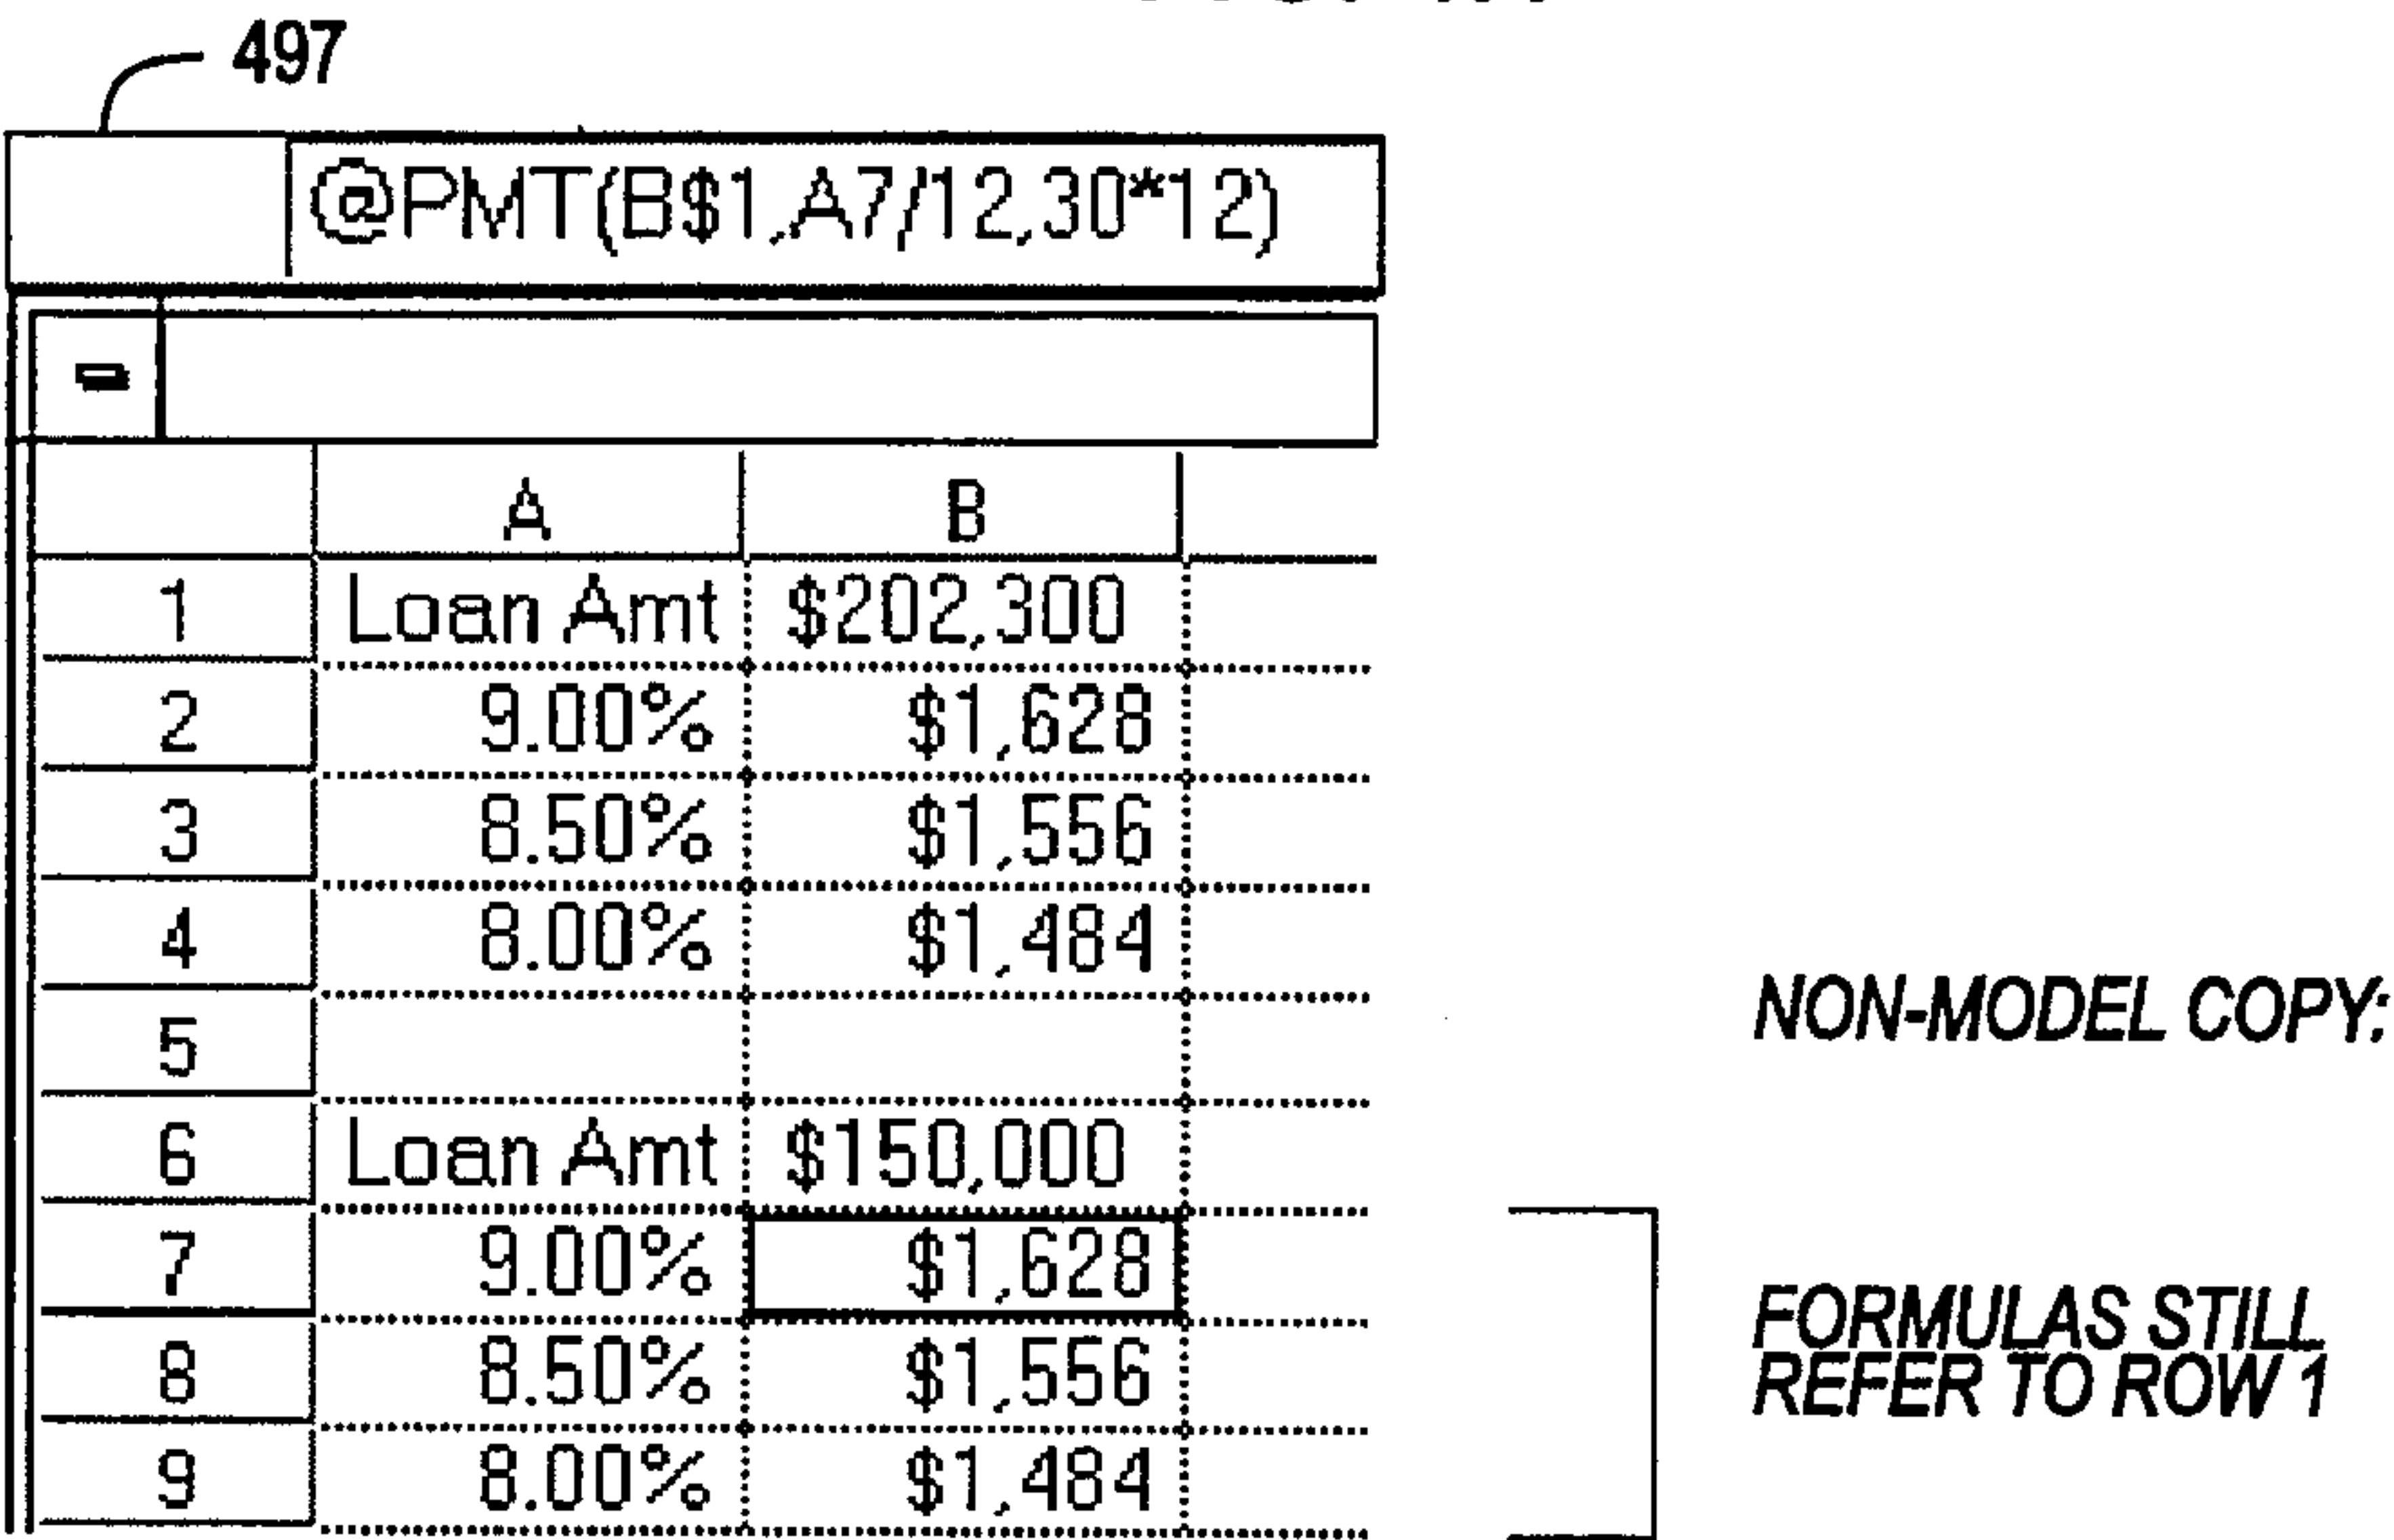 497
@PMT(B$1,A7/12,30*12)
A B
1 Loan Amt $202,300
2 9.00% $1,628
3 8.50% $1,556
4 8.00% $1,484
5
6 Loan Amt $150,000
7 9.00% $1,628
8 8.50% $1,556
9 8.00% $1,484
NON-MODEL COPY:
FORMULAS STILL
REFER TO ROW 1